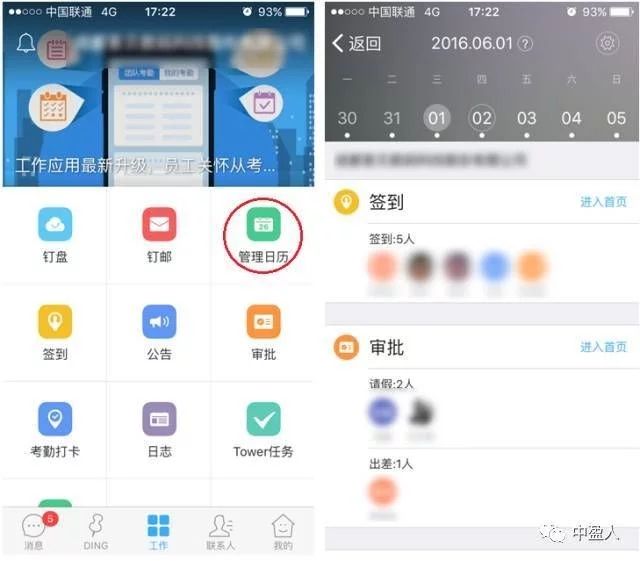 中国联通 4G
17:22
93%
团队考勤 我的考勤
工作应用最新升级，员工关怀从考...
钉盘
钉邮
26
管理日历
签到
公告
审批
考勤打卡
日志
Tower任务
5
消息
DING
工作
联系人
我的
中国联通 4G
17:22
93%
返回
2016.06.01 ?
一 二 三 四 五 六 日
30 31 01 02 03 04 05
签到
进入首页
签到:5人
审批
进入首页
请假:2人
出差:1人
中盈人